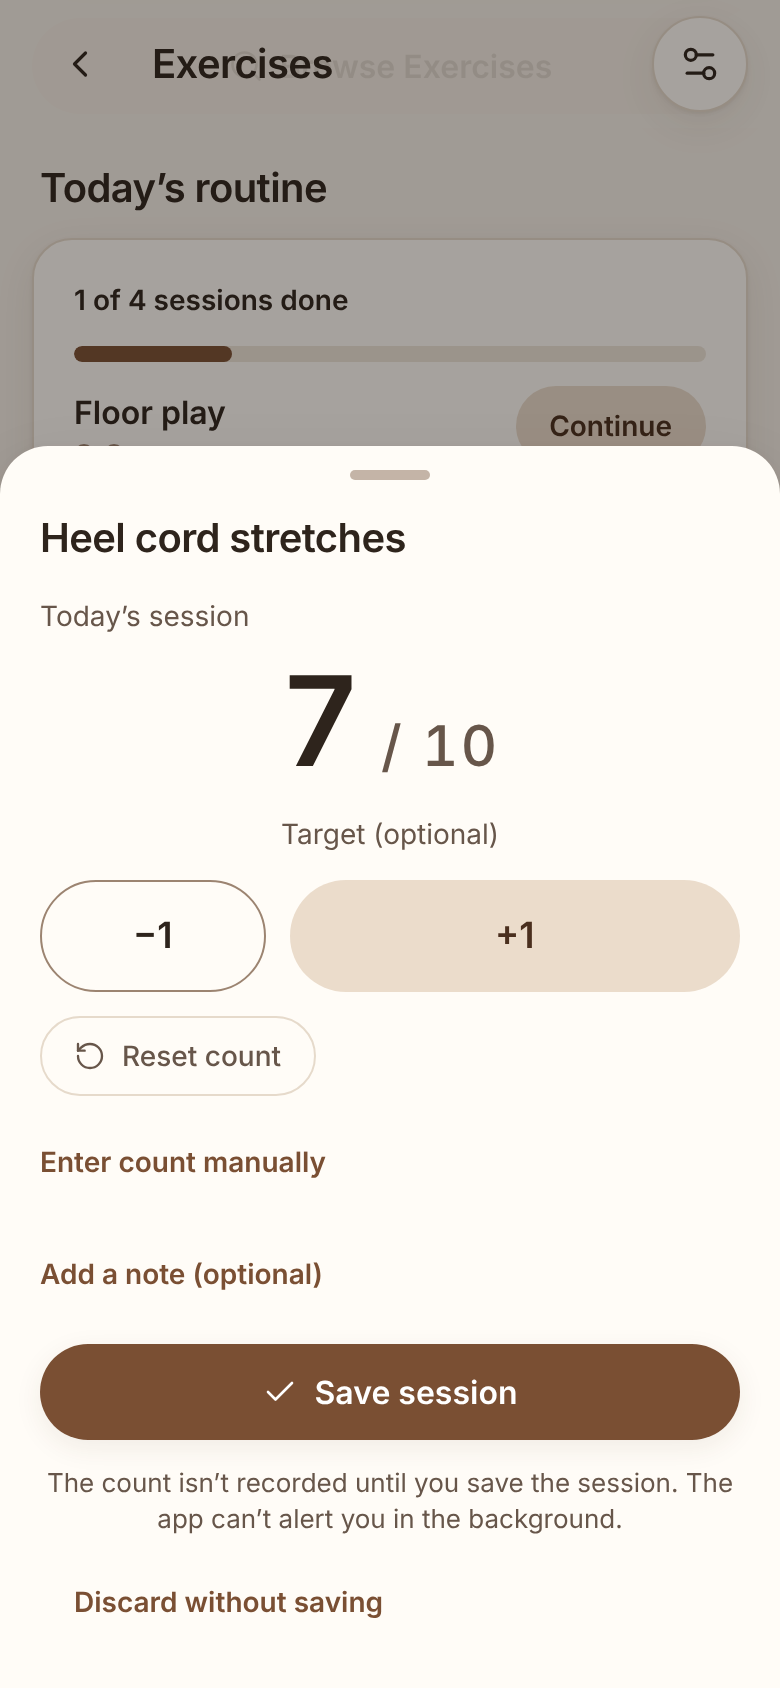 Exercises
Browse Exercises
Today’s routine
1 of 4 sessions done
Floor play
Continue
Heel cord stretches
Today’s session
7 / 10
Target (optional)
−1
+1
Reset count
Enter count manually
Add a note (optional)
Save session
The count isn’t recorded until you save the session. The
app can’t alert you in the background.
Discard without saving